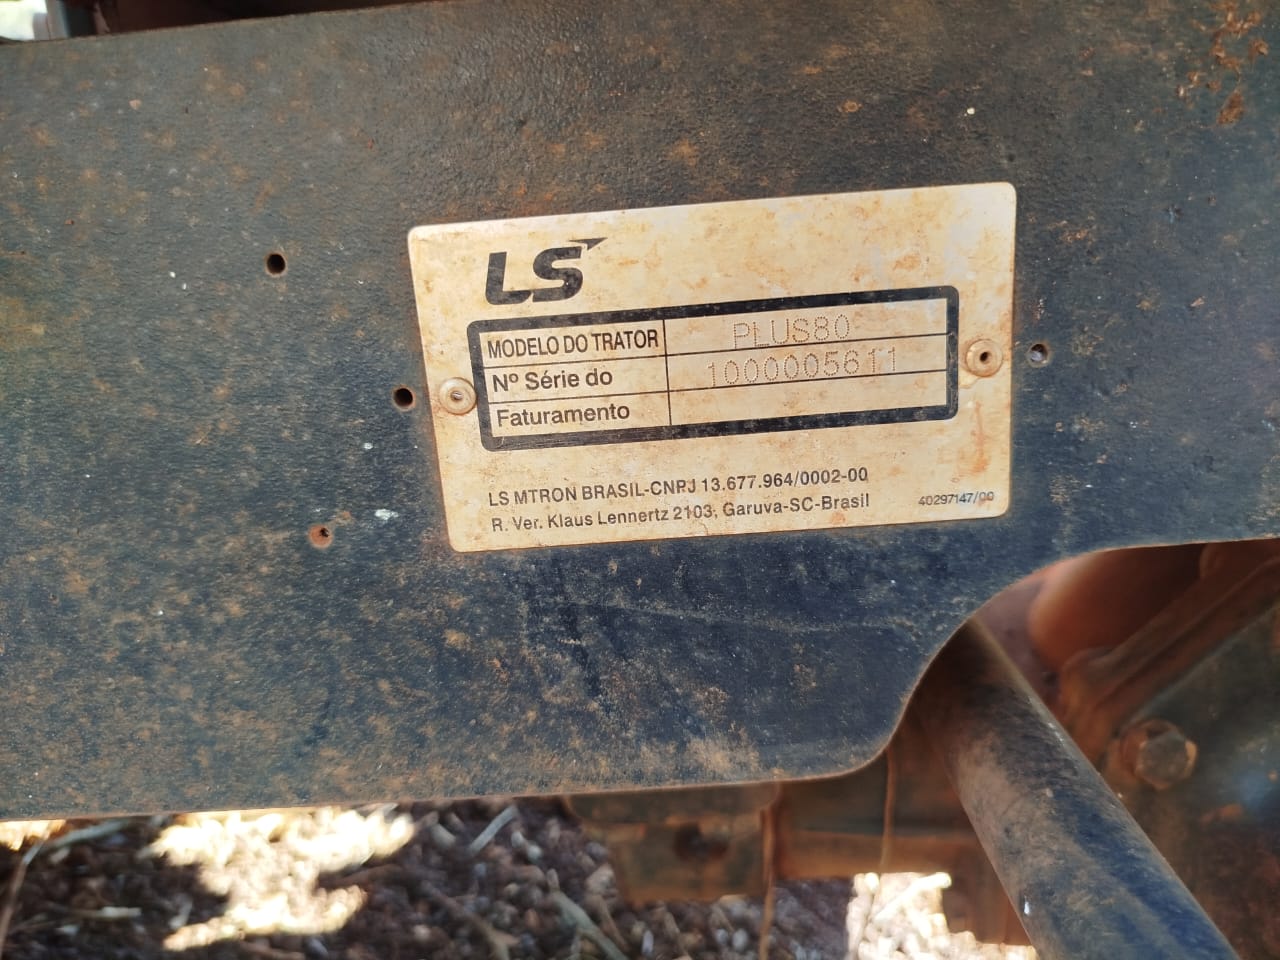 LS
MODELO DO TRATOR PLUS80
Nº Série do 1000005611
Faturamento
LS MTRON BRASIL-CNPJ 13.677.964/0002-00
R. Ver. Klaus Lennertz 2103, Garuva-SC-Brasil
40297147/00